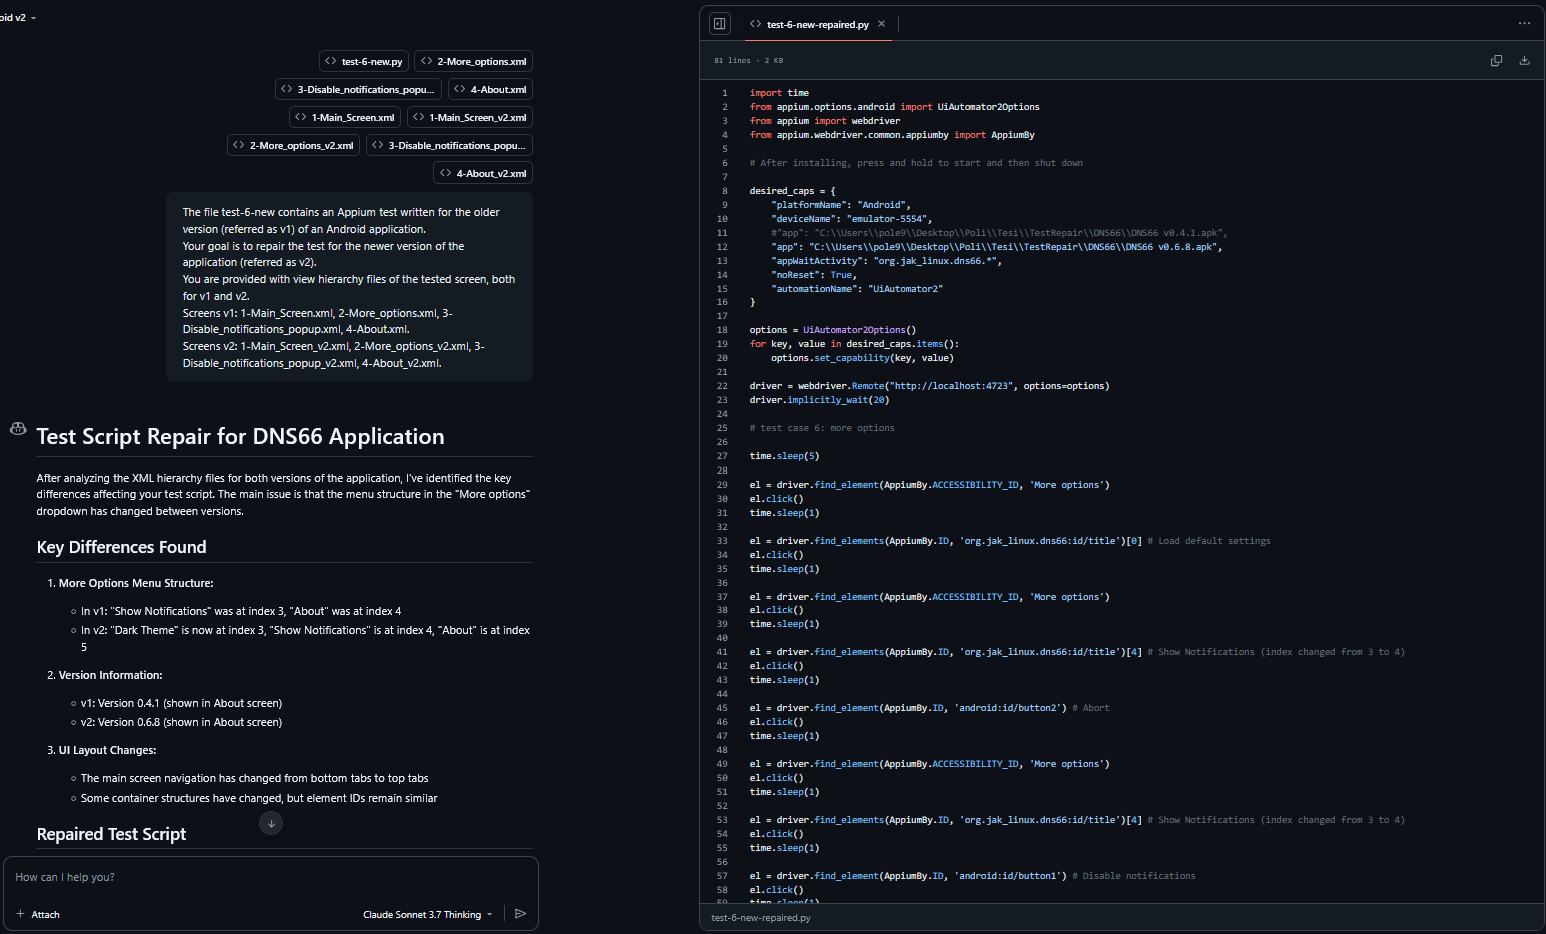 oid v2
test-6-new.py 2-More_options.xml
3-Disable_notifications_popu... 4-About.xml
1-Main_Screen.xml 1-Main_Screen_v2.xml
2-More_options_v2.xml 3-Disable_notifications_popu...
4-About_v2.xml
The file test-6-new contains an Appium test written for the older
version (referred as v1) of an Android application.
Your goal is to repair the test for the newer version of the
application (referred as v2).
You are provided with view hierarchy files of the tested screen, both
for v1 and v2.
Screens v1: 1-Main_Screen.xml, 2-More_options.xml, 3-
Disable_notifications_popup.xml, 4-About.xml.
Screens v2: 1-Main_Screen_v2.xml, 2-More_options_v2.xml, 3-
Disable_notifications_popup_v2.xml, 4-About_v2.xml.
Test Script Repair for DNS66 Application
After analyzing the XML hierarchy files for both versions of the application, I've identified the key
differences affecting your test script. The main issue is that the menu structure in the "More options"
dropdown has changed between versions.
Key Differences Found
1. More Options Menu Structure:
In v1: "Show Notifications" was at index 3, "About" was at index 4
In v2: "Dark Theme" is now at index 3, "Show Notifications" is at index 4, "About" is at index
5
2. Version Information:
v1: Version 0.4.1 (shown in About screen)
v2: Version 0.6.8 (shown in About screen)
3. UI Layout Changes:
The main screen navigation has changed from bottom tabs to top tabs
Some container structures have changed, but element IDs remain similar
Repaired Test Script
How can I help you?
Attach
Claude Sonnet 3.7 Thinking
test-6-new-repaired.py
81 lines · 2 KB
1 import time
2 from appium.options.android import UiAutomator2Options
3 from appium import webdriver
4 from appium.webdriver.common.appiumby import AppiumBy
5
6 # After installing, press and hold to start and then shut down
7
8 desired_caps = {
9 "platformName": "Android",
10 "deviceName": "emulator-5554",
11 #"app": "C:\\Users\\pole9\\Desktop\\Poli\\Tesi\\TestRepair\\DNS66\\DNS66 v0.4.1.apk",
12 "app": "C:\\Users\\pole9\\Desktop\\Poli\\Tesi\\TestRepair\\DNS66\\DNS66 v0.6.8.apk",
13 "appWaitActivity": "org.jak_linux.dns66.*",
14 "noReset": True,
15 "automationName": "UiAutomator2"
16 }
17
18 options = UiAutomator2Options()
19 for key, value in desired_caps.items():
20 options.set_capability(key, value)
21
22 driver = webdriver.Remote("http://localhost:4723", options=options)
23 driver.implicitly_wait(20)
24
25 # test case 6: more options
26
27 time.sleep(5)
28
29 el = driver.find_element(AppiumBy.ACCESSIBILITY_ID, 'More options')
30 el.click()
31 time.sleep(1)
32
33 el = driver.find_elements(AppiumBy.ID, 'org.jak_linux.dns66:id/title')[0] # Load default settings
34 el.click()
35 time.sleep(1)
36
37 el = driver.find_element(AppiumBy.ACCESSIBILITY_ID, 'More options')
38 el.click()
39 time.sleep(1)
40
41 el = driver.find_elements(AppiumBy.ID, 'org.jak_linux.dns66:id/title')[4] # Show Notifications (index changed from 3 to 4)
42 el.click()
43 time.sleep(1)
44
45 el = driver.find_element(AppiumBy.ID, 'android:id/button2') # Abort
46 el.click()
47 time.sleep(1)
48
49 el = driver.find_element(AppiumBy.ACCESSIBILITY_ID, 'More options')
50 el.click()
51 time.sleep(1)
52
53 el = driver.find_elements(AppiumBy.ID, 'org.jak_linux.dns66:id/title')[4] # Show Notifications (index changed from 3 to 4)
54 el.click()
55 time.sleep(1)
56
57 el = driver.find_element(AppiumBy.ID, 'android:id/button1') # Disable notifications
58 el.click()
59 time.sleep(1)
test-6-new-repaired.py